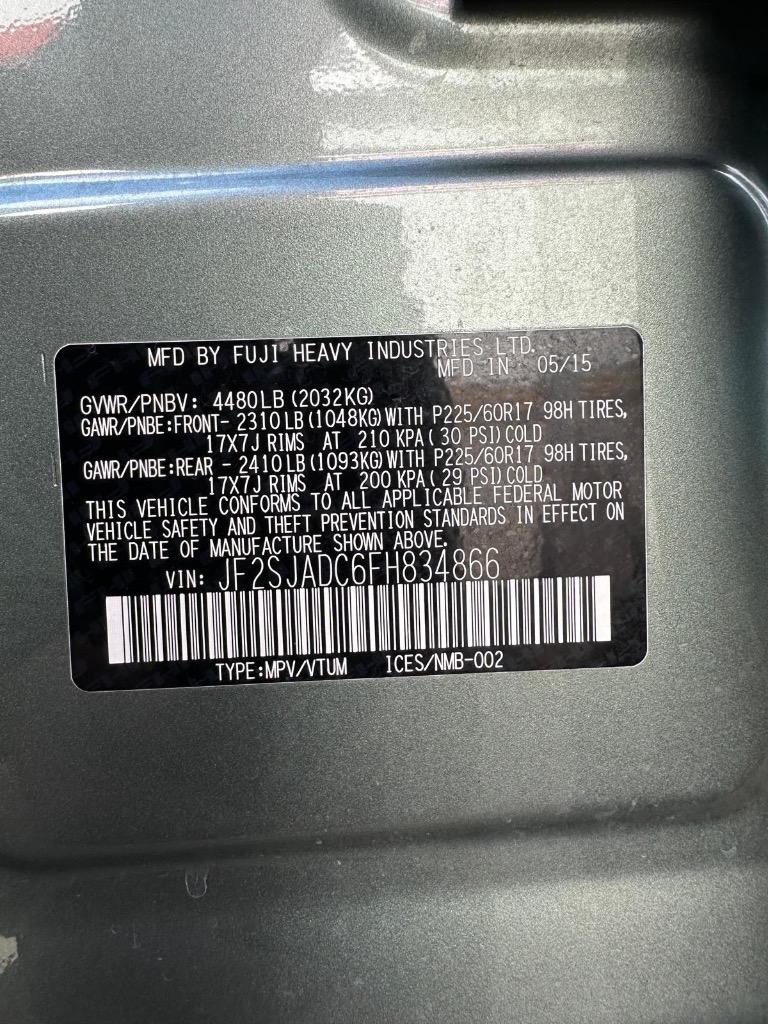 MFD BY FUJI HEAVY INDUSTRIES LTD.
MFD IN 05/15
GVWR/PNBV: 4480LB(2032KG)
GAWR/PNBE:FRONT- 2310LB(1048KG)WITH P225/60R17 98H TIRES,
17X7J RIMS AT 210 KPA(30 PSI)COLD
GAWR/PNBE:REAR - 2410LB(1093KG)WITH P225/60R17 98H TIRES,
17X7J RIMS AT 200 KPA(29 PSI)COLD
THIS VEHICLE CONFORMS TO ALL APPLICABLE FEDERAL MOTOR
VEHICLE SAFETY AND THEFT PREVENTION STANDARDS IN EFFECT ON
THE DATE OF MANUFACTURE SHOWN ABOVE.
VIN: JF2SJADC6FH834866
TYPE:MPV/VTUM ICES/NMB-002